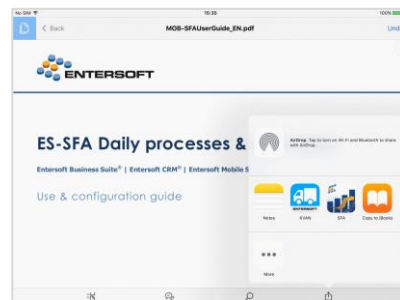 No SIM
15:35
100%
< Back
MOB-SFAUserGuide_EN.pdf
Und
ENTERSOFT
ES-SFA Daily processes &
Entersoft Business Suite® | Entersoft CRM® | Entersoft Mobile S
Use & configuration guide
AirDrop. Tap to turn on Wi-Fi and Bluetooth to share
with AirDrop.
ENTERSOFT
Notes
EVAN
SFA
Copy to iBooks
More